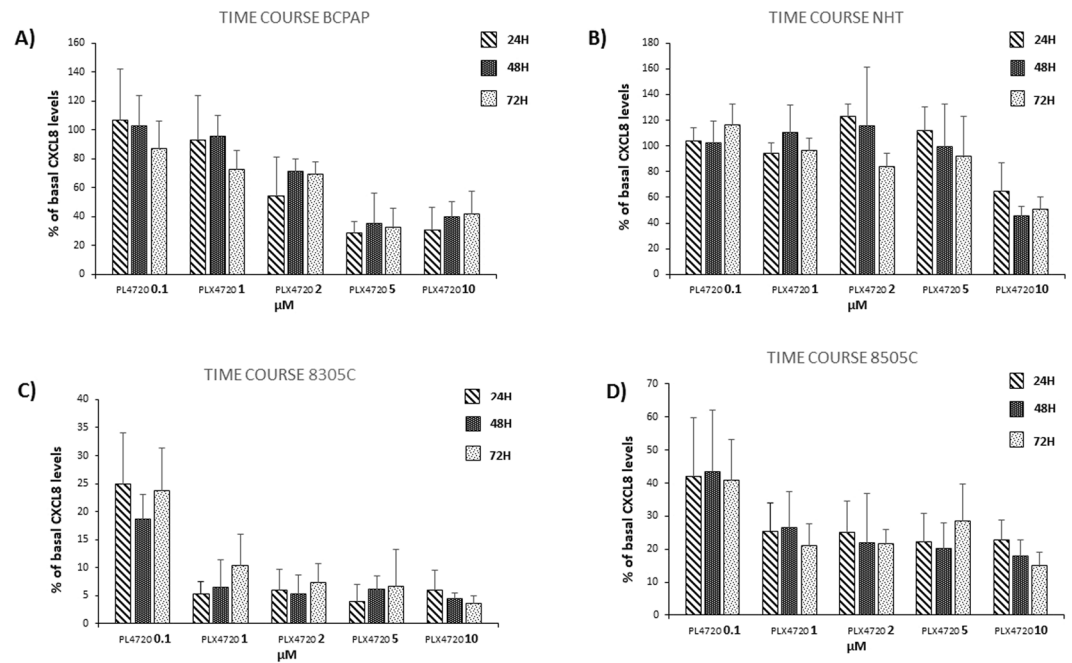 TIME COURSE BCPAP
A)
160
140
120
100
80
60
40
20
0
% of basal CXCL8 levels
24H
48H
72H
PL4720 0.1 PLX4720 1 PLX4720 2 PLX4720 5 PLX4720 10
µM
TIME COURSE NHT
B)
180
160
140
120
100
80
60
40
20
0
% of basal CXCL8 levels
24H
48H
72H
PL4720 0.1 PLX4720 1 PLX4720 2 PLX4720 5 PLX4720 10
µM
TIME COURSE 8305C
C)
40
35
30
25
20
15
10
5
0
% of basal CXCL8 levels
24H
48H
72H
PL4720 0.1 PLX4720 1 PLX4720 2 PLX4720 5 PLX4720 10
µM
TIME COURSE 8505C
D)
70
60
50
40
30
20
10
0
% of basal CXCL8 levels
24H
48H
72H
PL4720 0.1 PLX4720 1 PLX4720 2 PLX4720 5 PLX4720 10
µM